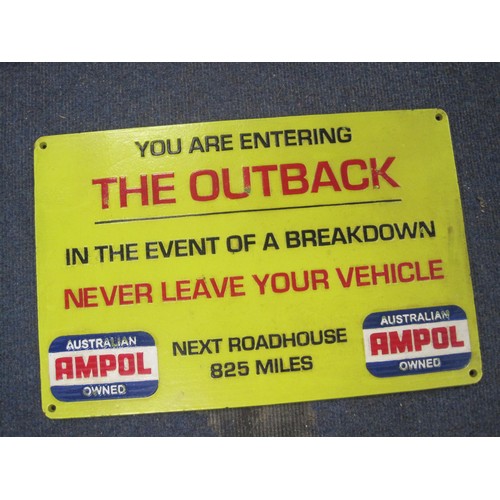 YOU ARE ENTERING
THE OUTBACK
IN THE EVENT OF A BREAKDOWN
NEVER LEAVE YOUR VEHICLE
NEXT ROADHOUSE
825 MILES
AUSTRALIAN
AMPOL
OWNED
AUSTRALIAN
AMPOL
OWNED